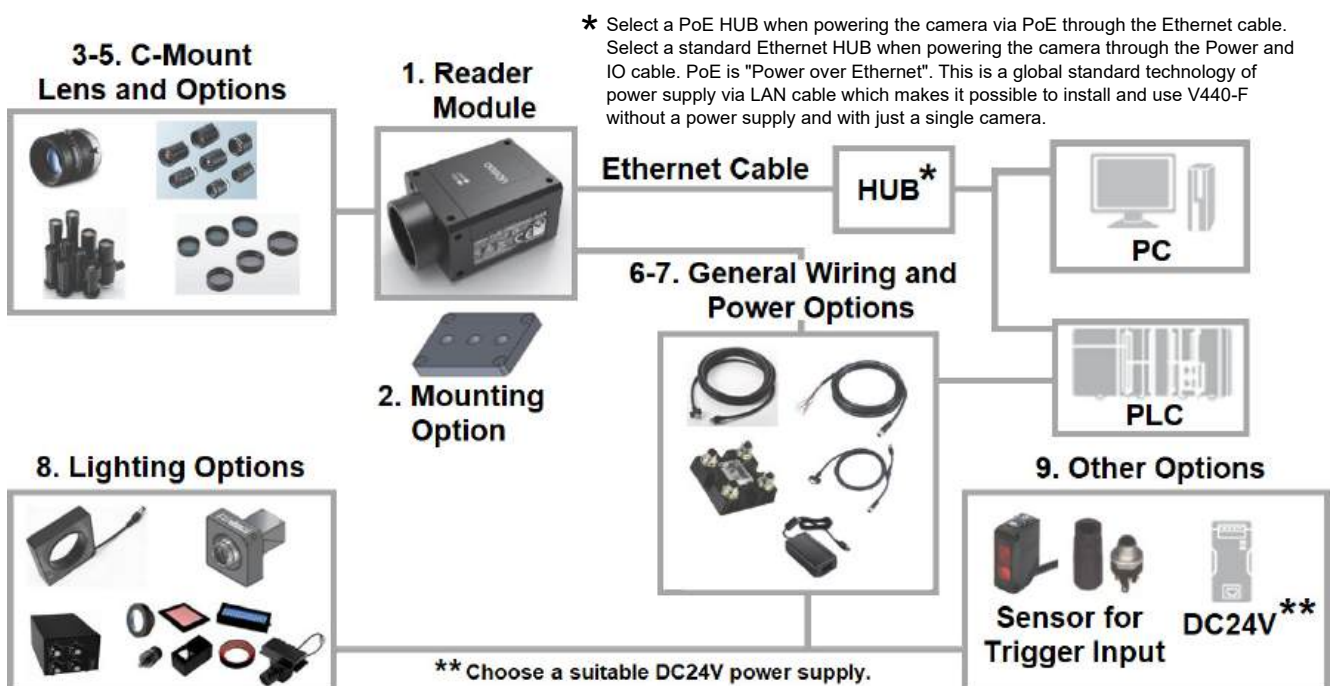 * Select a PoE HUB when powering the camera via PoE through the Ethernet cable.
Select a standard Ethernet HUB when powering the camera through the Power and
IO cable. PoE is "Power over Ethernet". This is a global standard technology of
power supply via LAN cable which makes it possible to install and use V440-F
without a power supply and with just a single camera.
3-5. C-Mount
Lens and Options
1. Reader
Module
omron
Ethernet Cable
HUB*
PC
6-7. General Wiring and
Power Options
PLC
2. Mounting
Option
8. Lighting Options
9. Other Options
Sensor for
Trigger Input
DC24V**
** Choose a suitable DC24V power supply.